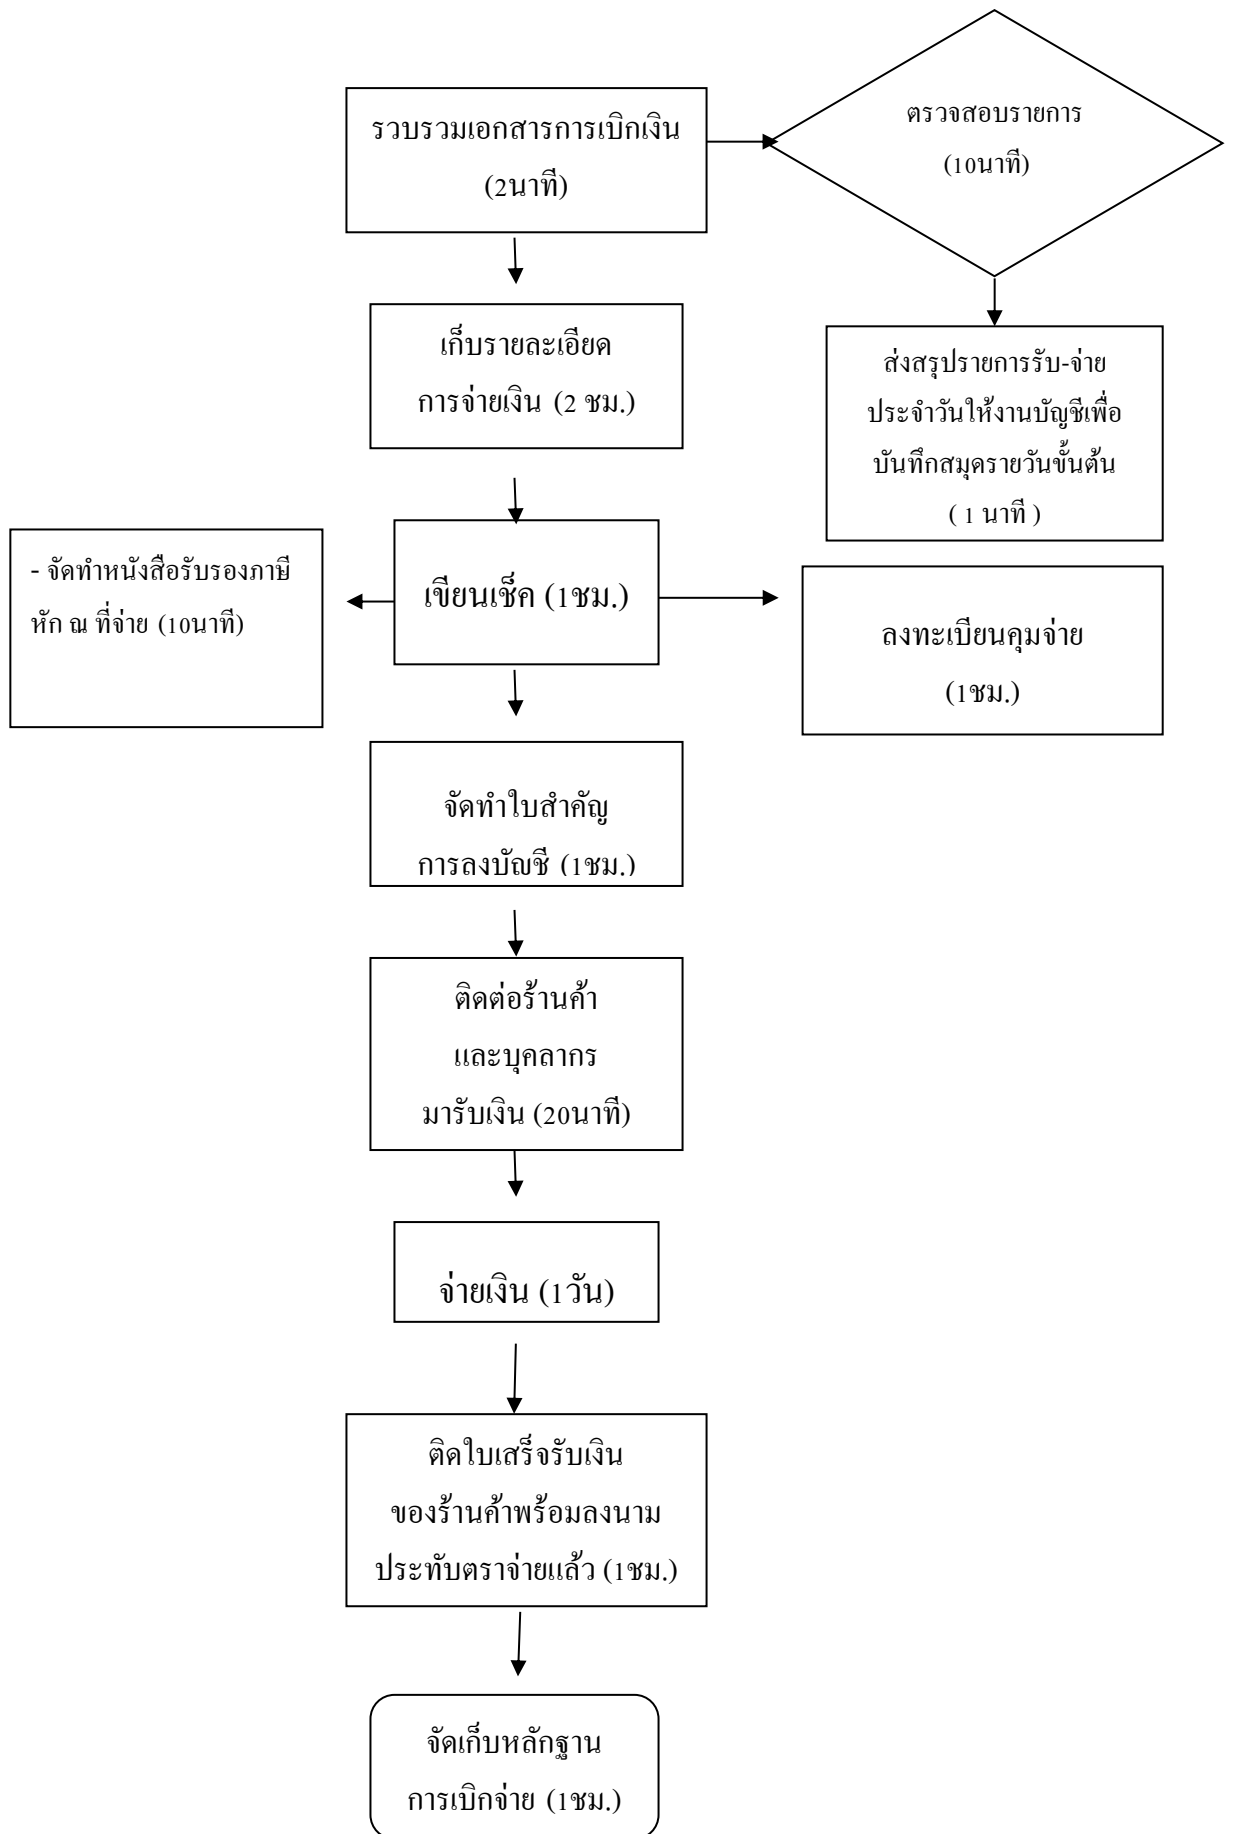 รวบรวมเอกสารการเบิกเงิน
(2นาที)
ตรวจสอบรายการ
(10นาที)
เก็บรายละเอียด
การจ่ายเงิน (2 ชม.)
ส่งสรุปรายการรับ-จ่าย
ประจำวันให้งานบัญชีเพื่อ
บันทึกสมุดรายวันขั้นต้น
( 1 นาที )
- จัดทำหนังสือรับรองภาษี
หัก ณ ที่จ่าย (10นาที)
เขียนเช็ค (1ชม.)
ลงทะเบียนคุมจ่าย
(1ชม.)
จัดทำใบสำคัญ
การลงบัญชี (1ชม.)
ติดต่อร้านค้า
และบุคลากร
มารับเงิน (20นาที)
จ่ายเงิน (1วัน)
ติดใบเสร็จรับเงิน
ของร้านค้าพร้อมลงนาม
ประทับตราจ่ายแล้ว (1ชม.)
จัดเก็บหลักฐาน
การเบิกจ่าย (1ชม.)